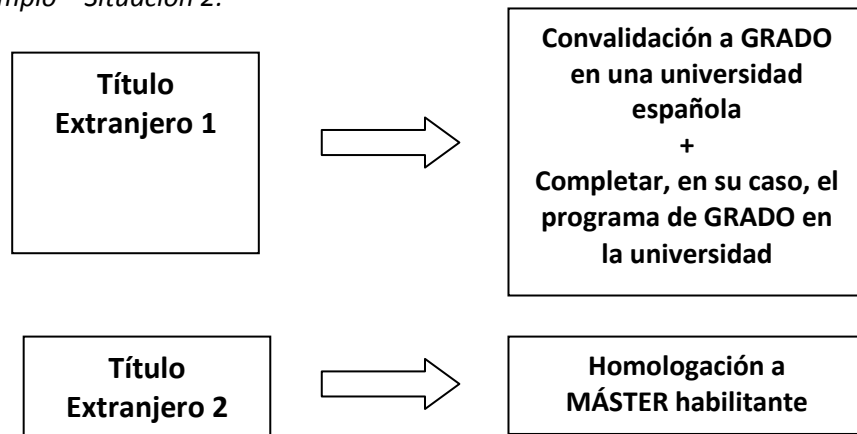 Situación 2:
Título
Extranjero 1
Convalidación a GRADO
en una universidad
española
+
Completar, en su caso, el
programa de GRADO en
la universidad
Título
Extranjero 2
Homologación a
MÁSTER habilitante